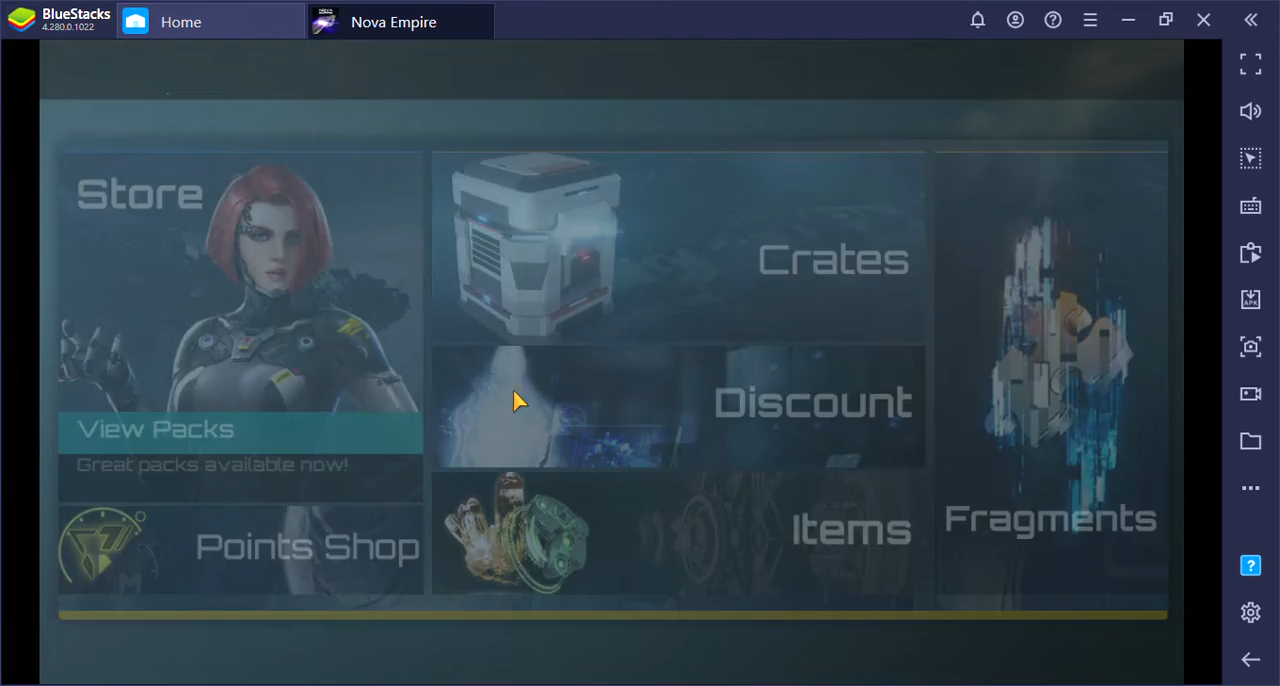 BlueStacks
4.280.0.1022
Home
Nova Empire
Store
View Packs
Great packs available now!
Points Shop
Crates
Discount
Items
Fragments
APK
?